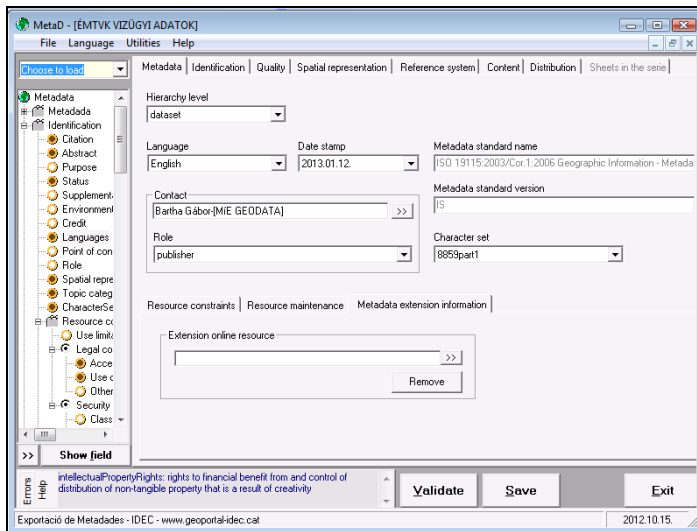 MetaD - [ÉMTVK VIZÜGYI ADATOK]
File Language Utilities Help
Choose to load
Metadata
Metadada
Identification
Citation
Abstract
Purpose
Status
Supplement
Environment
Credit
Languages
Point of con
Role
Spatial repre
Topic categ
CharacterSe
Resource co
Use limita
Legal co
Acce
Use c
Other
Security
Class
>> Show field
Metadata Identification Quality Spatial representation Reference system Content Distribution Sheets in the serie
Hierarchy level
dataset
Language Date stamp Metadata standard name
English 2013.01.12. ISO 19115:2003/Cor.1:2006 Geographic Information - Metada
Contact Metadata standard version
Bartha Gábor-[MiE GEODATA] >> IS
Role Character set
publisher 8859part1
Resource constraints Resource maintenance Metadata extension information
Extension online resource
>>
Remove
Errors
Help
intellectualPropertyRights: rights to financial benefit from and control of
distribution of non-tangible property that is a result of creativity
Validate Save Exit
Exportació de Metadades - IDEC - www.geoportal-idec.cat 2012.10.15.